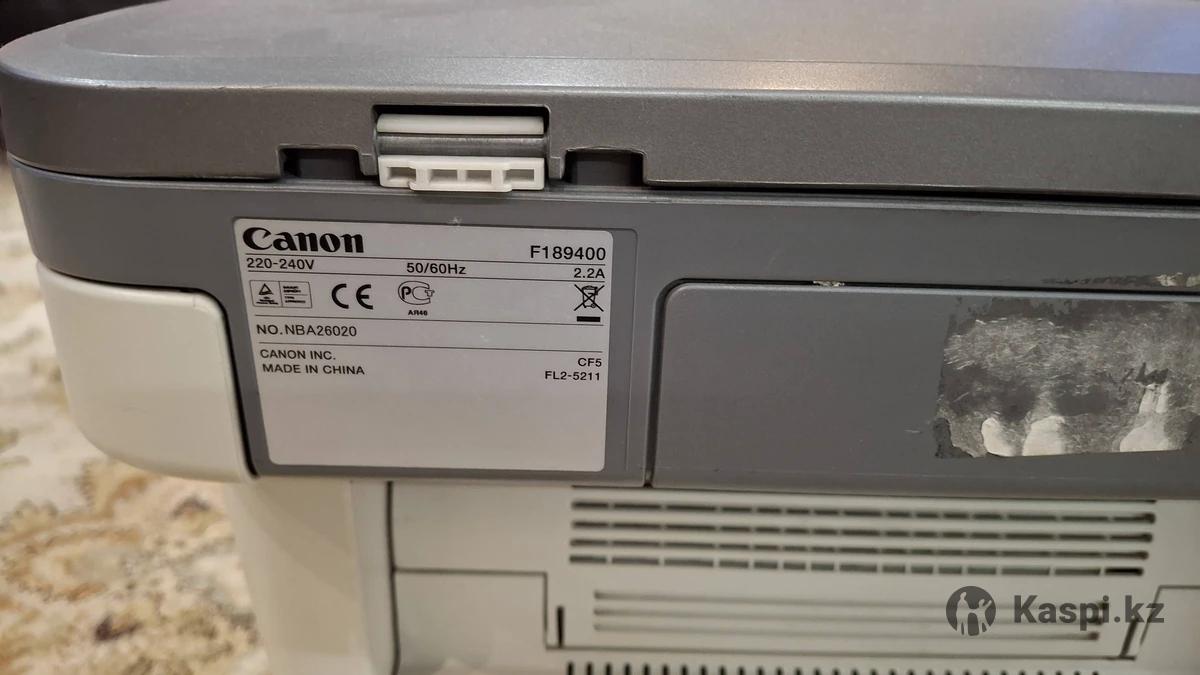 Canon
F189400
220-240V 50/60Hz 2.2A
CE
АЯ46
NO.NBA26020
CANON INC.
MADE IN CHINA
CF5
FL2-5211
Kaspi.kz